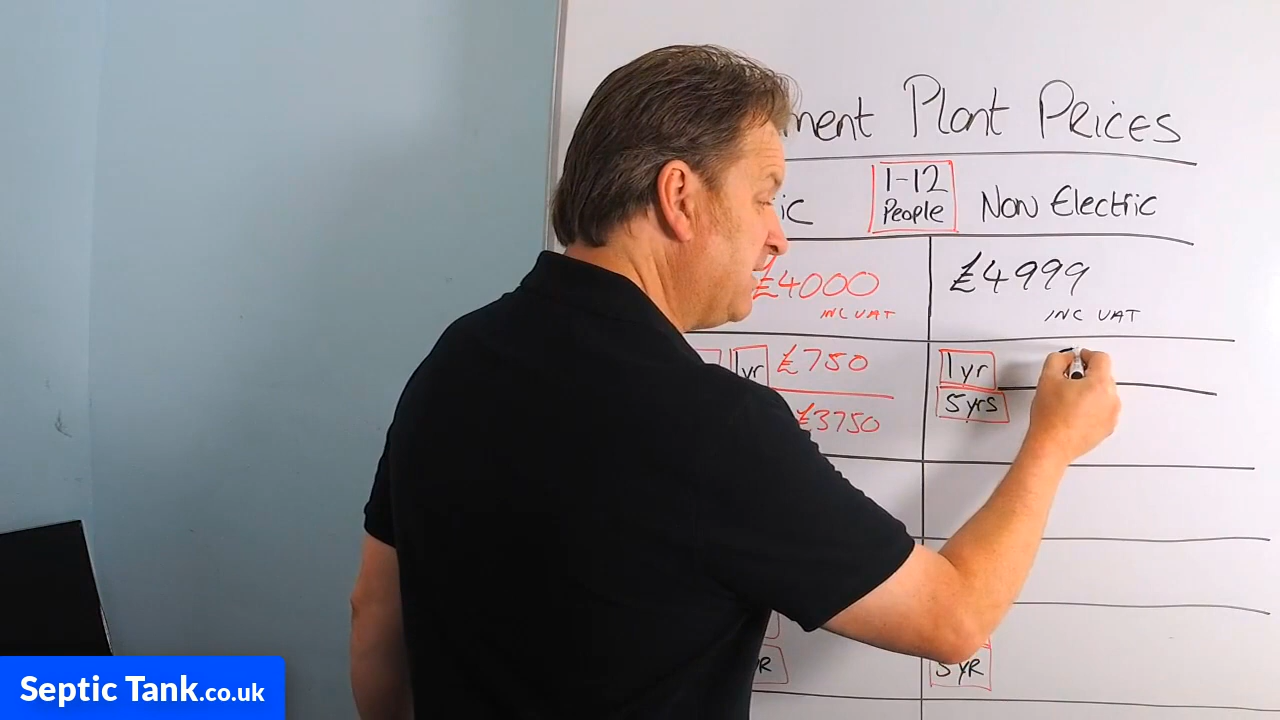 ment Plant Prices
ic 1-12 People Non Electric
£4000 £4999
INC VAT INC VAT
1yr £750 1yr
£3750 5yrs
5YR
Septic Tank.co.uk